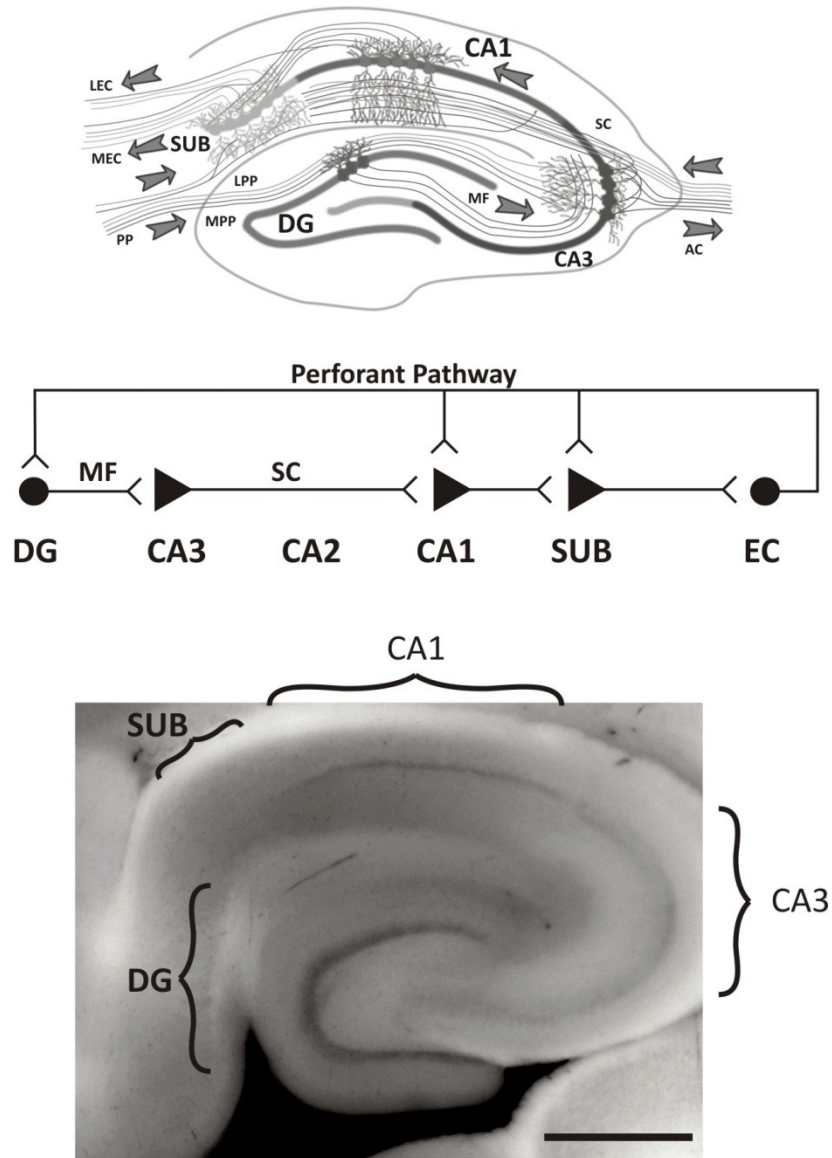 CA1
LEC
SUB
MEC
SC
LPP
MF
MPP
DG
PP
CA3
AC
Perforant Pathway
MF SC
DG CA3 CA2 CA1 SUB EC
CA1
SUB
CA3
DG